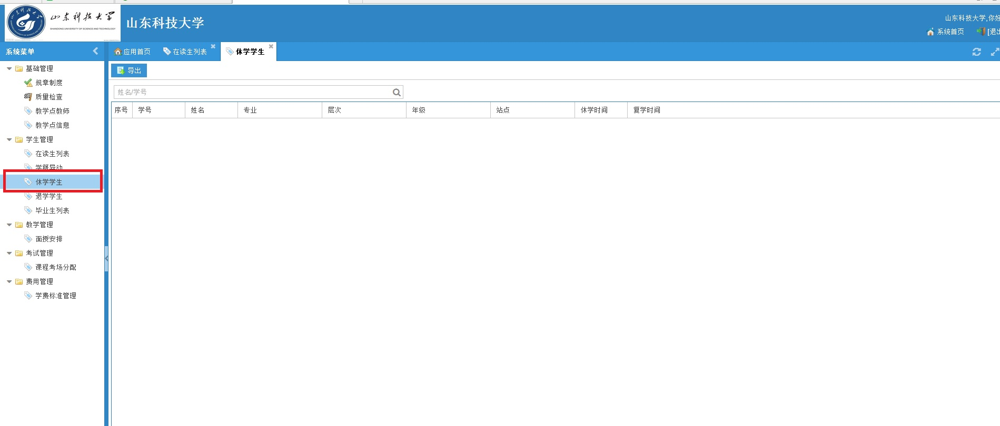 山东科技大学
SHANDONG UNIVERSITY OF SCIENCE AND TECHNOLOGY
山东科技大学
山东科技大学,你好
系统首页
[退出
系统菜单
应用首页
在读生列表
休学学生
导出
姓名/学号
序号 学号 姓名 专业 层次 年级 站点 休学时间 复学时间
基础管理
规章制度
质量检查
教学点教师
教学点信息
学生管理
在读生列表
学籍异动
休学学生
退学学生
毕业生列表
教学管理
面授安排
考试管理
课程考场分配
费用管理
学费标准管理